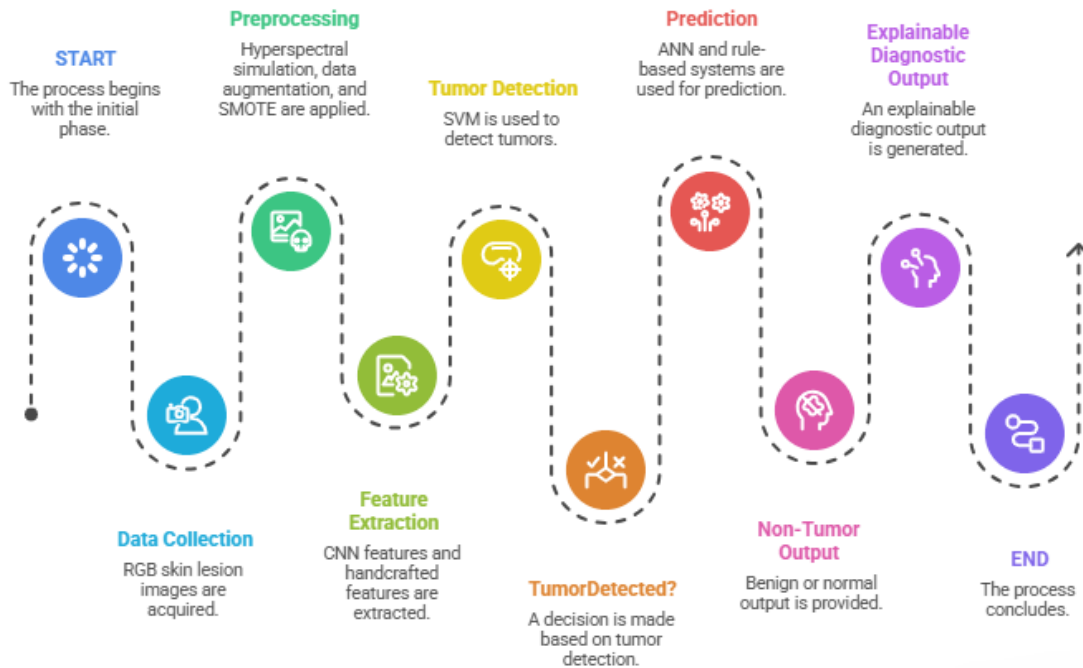 START
The process begins
with the initial
phase.
Data Collection
RGB skin lesion
images are
acquired.
Preprocessing
Hyperspectral
simulation, data
augmentation, and
SMOTE are applied.
Feature
Extraction
CNN features and
handcrafted
features are
extracted.
Tumor Detection
SVM is used to
detect tumors.
TumorDetected?
A decision is made
based on tumor
detection.
Prediction
ANN and rule-
based systems are
used for prediction.
Non-Tumor
Output
Benign or normal
output is provided.
Explainable
Diagnostic
Output
An explainable
diagnostic output
is generated.
END
The process
concludes.